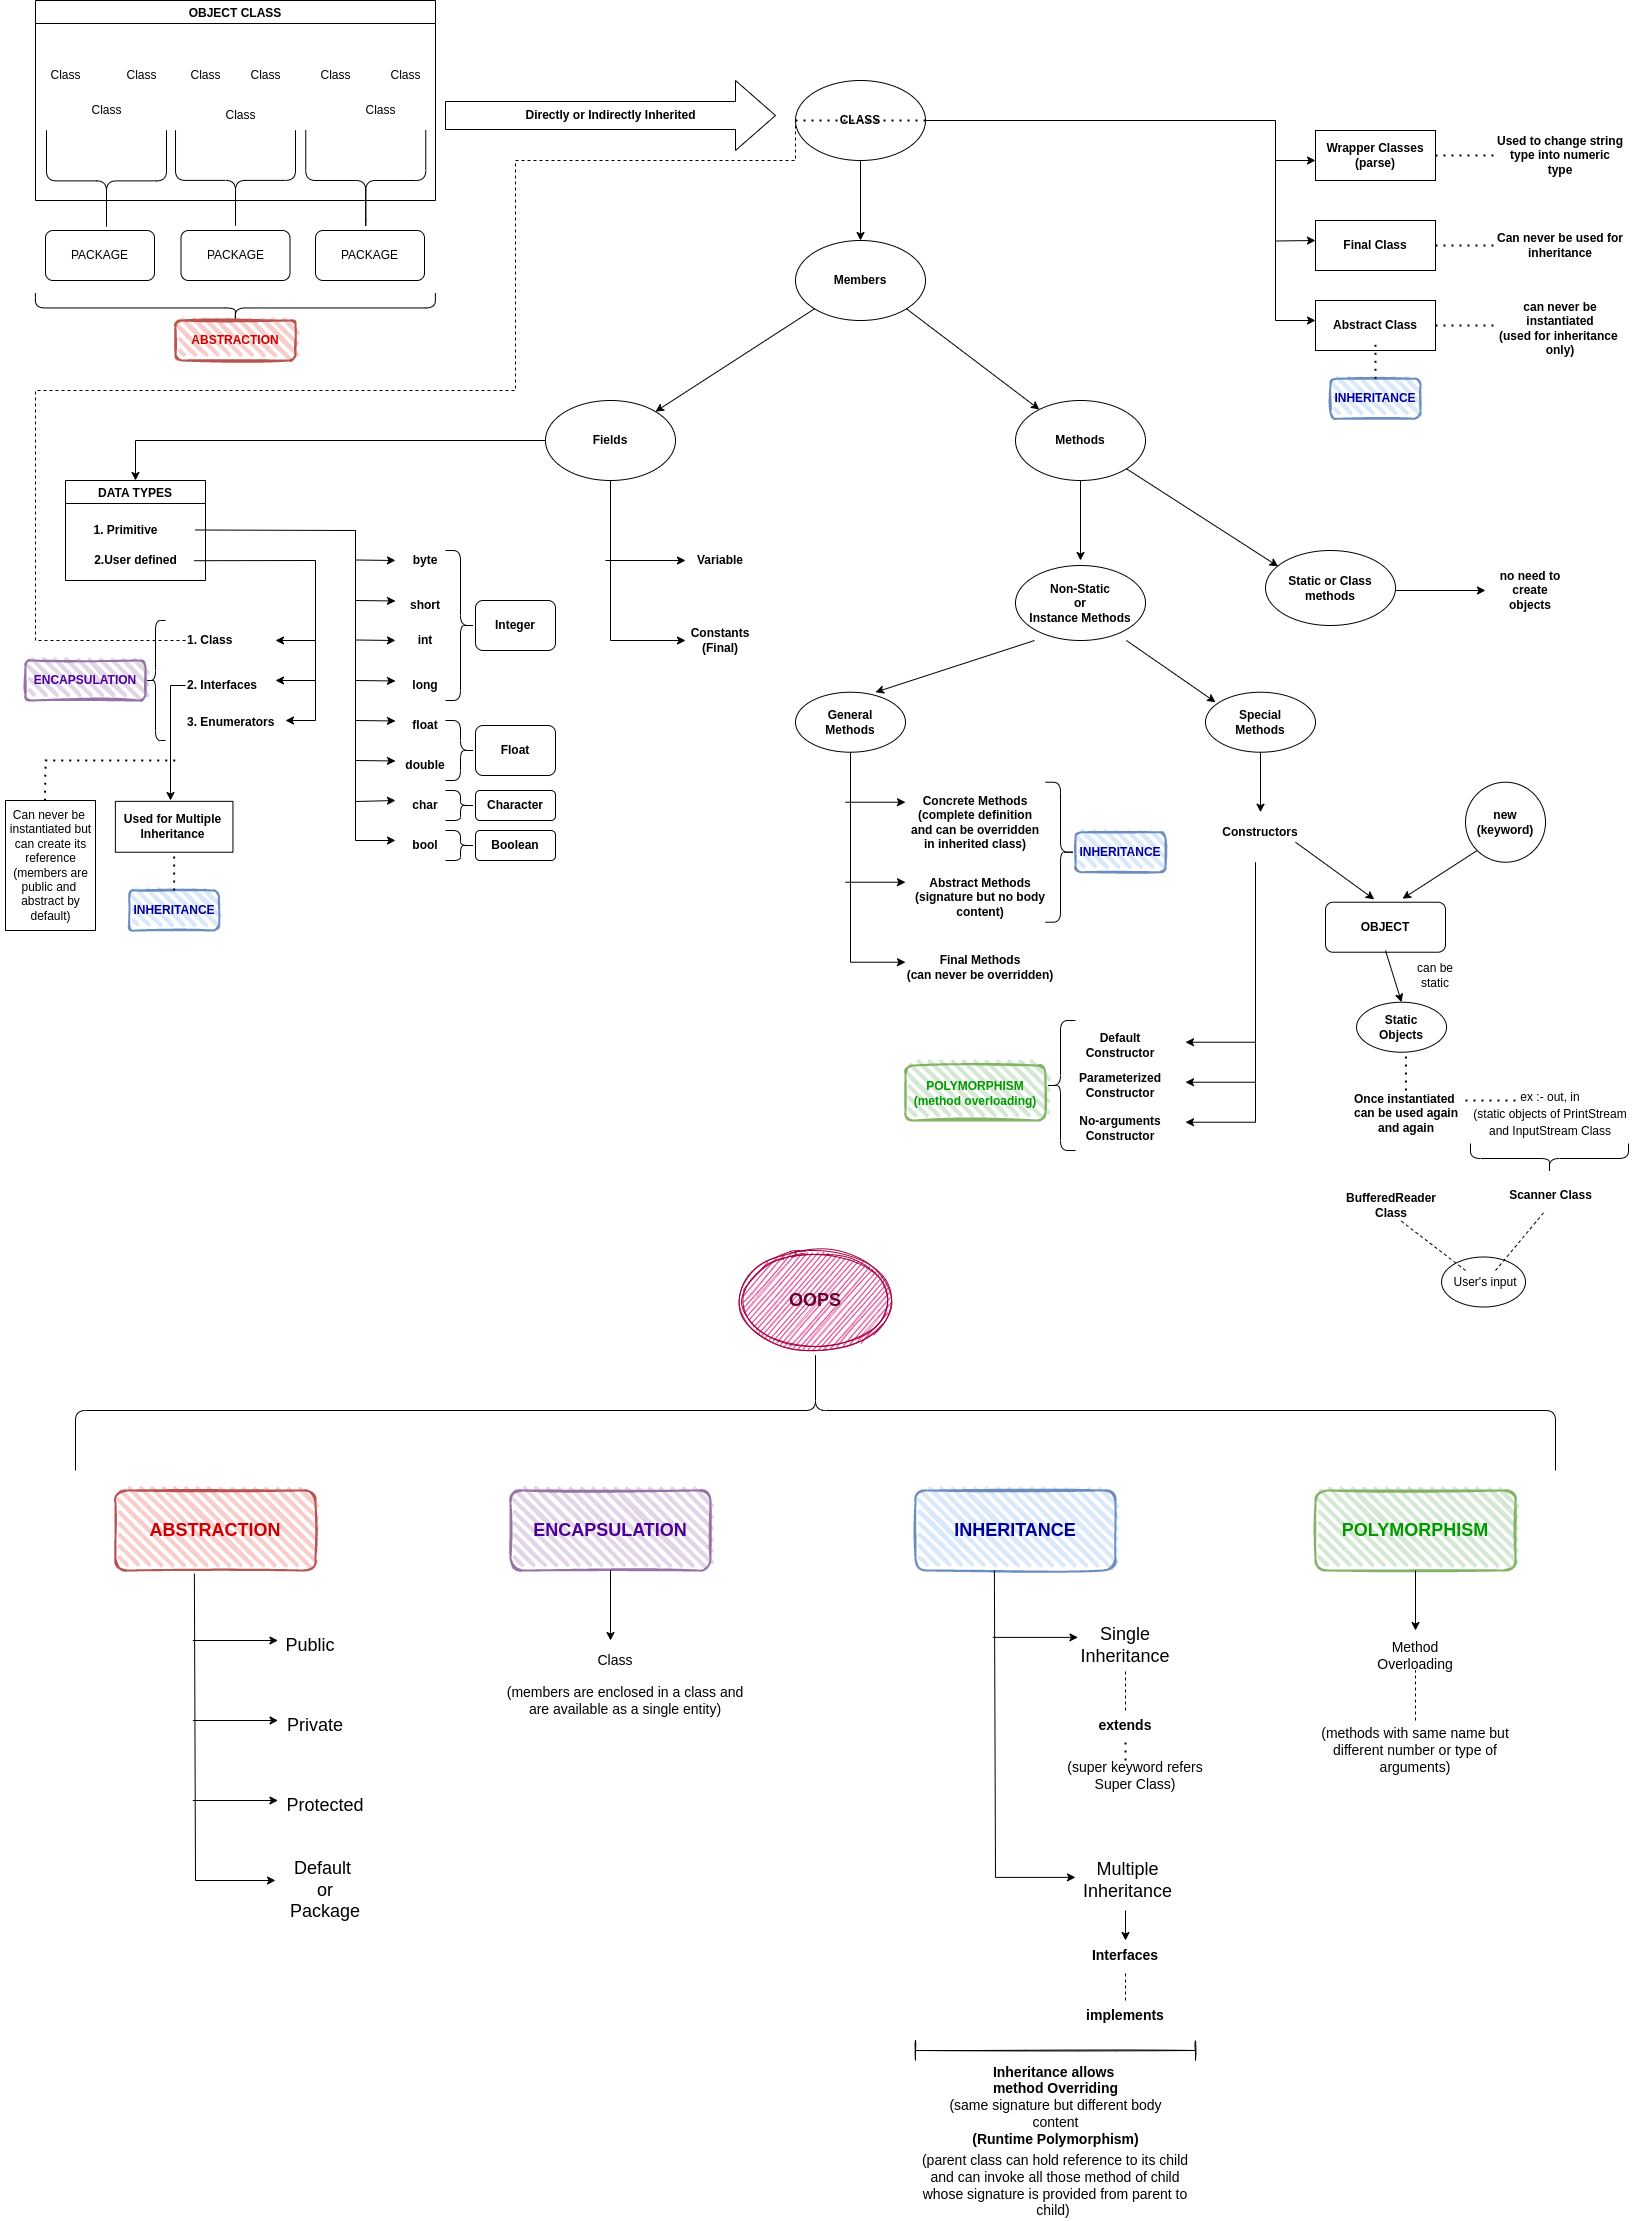 OBJECT CLASS
Class
Class
Class
Class
Class
Class
Class
Class
Class
PACKAGE
PACKAGE
PACKAGE
ABSTRACTION
Directly or Indirectly Inherited
CLASS
Wrapper Classes
(parse)
Used to change string
type into numeric
type
Final Class
Can never be used for
inheritance
Abstract Class
can never be
instantiated
(used for inheritance
only)
INHERITANCE
Members
Fields
Methods
DATA TYPES
1. Primitive
2.User defined
1. Class
2. Interfaces
3. Enumerators
ENCAPSULATION
Can never be
instantiated but
can create its
reference
(members are
public and
abstract by
default)
Used for Multiple
Inheritance
INHERITANCE
byte
short
int
long
float
double
char
bool
Integer
Float
Character
Boolean
Variable
Constants
(Final)
Non-Static
or
Instance Methods
Static or Class
methods
no need to
create
objects
General
Methods
Special
Methods
Concrete Methods
(complete definition
and can be overridden
in inherited class)
Abstract Methods
(signature but no body
content)
INHERITANCE
Final Methods
(can never be overridden)
Constructors
new
(keyword)
OBJECT
can be
static
Static
Objects
Once instantiated
can be used again
and again
ex :- out, in
(static objects of PrintStream
and InputStream Class
Default
Constructor
Parameterized
Constructor
No-arguments
Constructor
POLYMORPHISM
(method overloading)
BufferedReader
Class
Scanner Class
User's input
OOPS
ABSTRACTION
ENCAPSULATION
INHERITANCE
POLYMORPHISM
Public
Private
Protected
Default
or
Package
Class
(members are enclosed in a class and
are available as a single entity)
Single
Inheritance
extends
(super keyword refers
Super Class)
Multiple
Inheritance
Interfaces
implements
Inheritance allows
method Overriding
(same signature but different body
content
(Runtime Polymorphism)
(parent class can hold reference to its child
and can invoke all those method of child
whose signature is provided from parent to
child)
Method
Overloading
(methods with same name but
different number or type of
arguments)